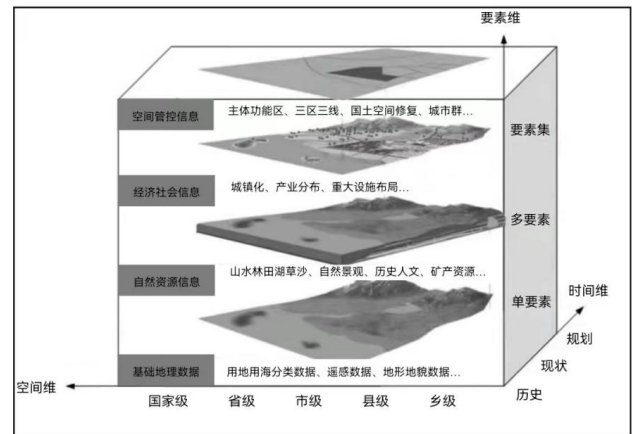 要素维
空间管控信息
主体功能区、三区三线、国土空间修复、城市群...
要素集
经济社会信息
城镇化、产业分布、重大设施布局...
多要素
自然资源信息
山水林田湖草沙、自然景观、历史人文、矿产资源...
单要素
时间维
规划
现状
基础地理数据
用地用海分类数据、遥感数据、地形地貌数据...
空间维
历史
国家级 省级 市级 县级 乡级